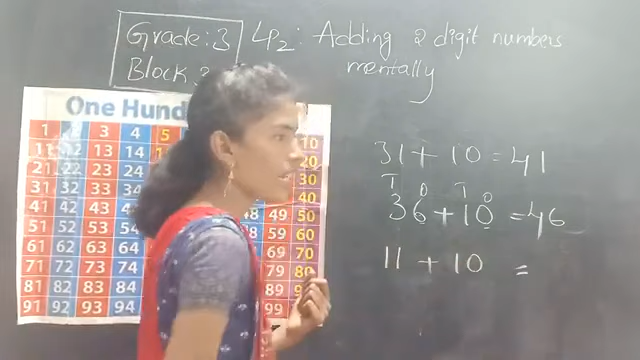 Grade: 3
Block
LP2: Adding 2 digit numbers
mentally
One Hund
1 3 4 5 10
11 12 13 14 20
21 22 23 24 30
31 32 33 34 40
41 42 43 44 48 49 50
51 52 53 54 58 59 60
61 62 63 64 69 70
71 72 73 74 79 80
81 82 83 84 89
91 92 93 94 99
31 + 10 = 41
T O T O
36 + 10 = 46
11 + 10 =